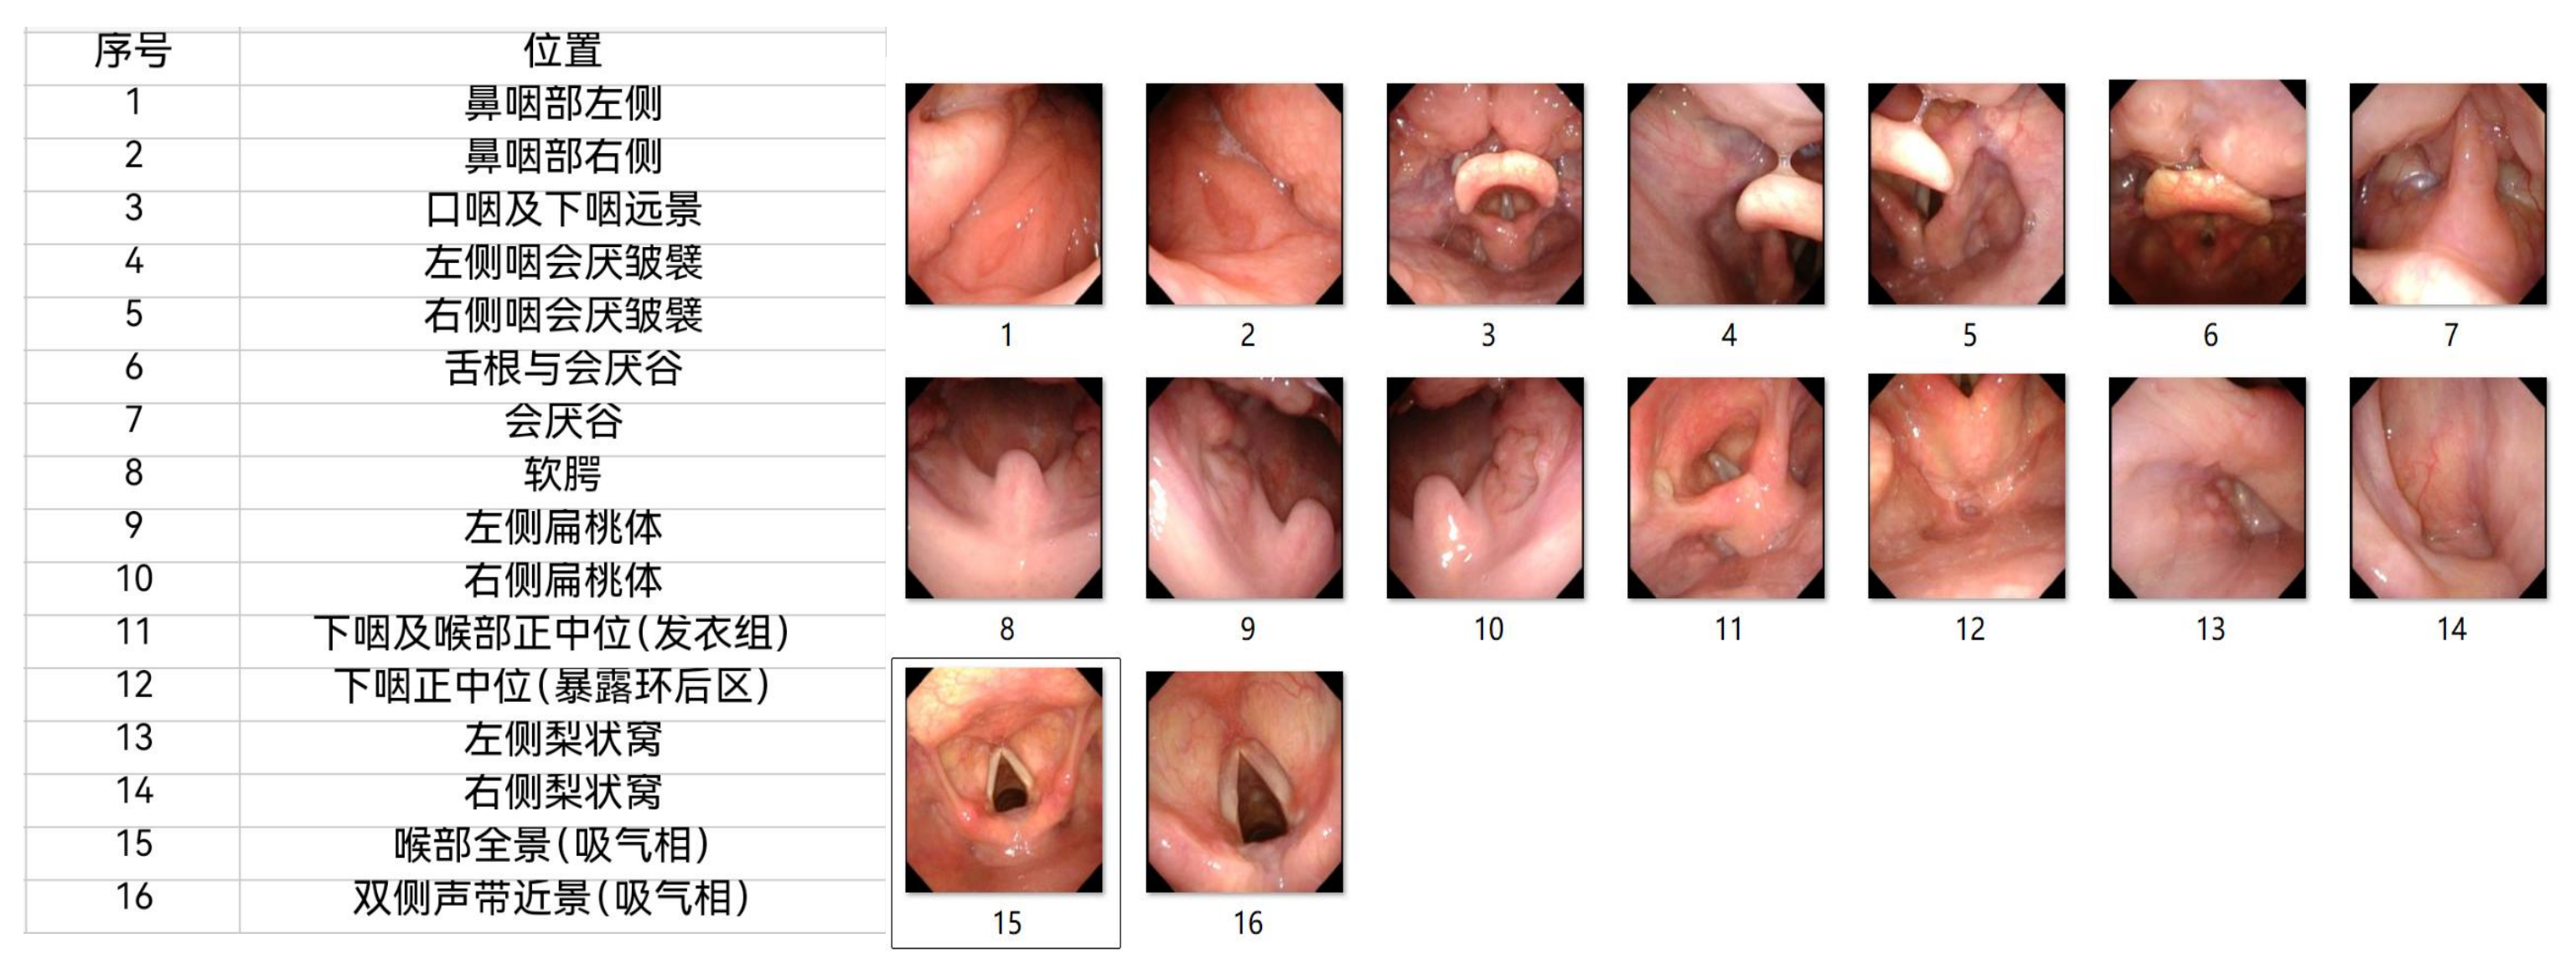 序号 位置
1 鼻咽部左侧
2 鼻咽部右侧
3 口咽及下咽远景
4 左侧咽会厌皱襞
5 右侧咽会厌皱襞
6 舌根与会厌谷
7 会厌谷
8 软腭
9 左侧扁桃体
10 右侧扁桃体
11 下咽及喉部正中位(发衣组)
12 下咽正中位(暴露环后区)
13 左侧梨状窝
14 右侧梨状窝
15 喉部全景(吸气相)
16 双侧声带近景(吸气相)
1 2 3 4 5 6 7
8 9 10 11 12 13 14
15 16